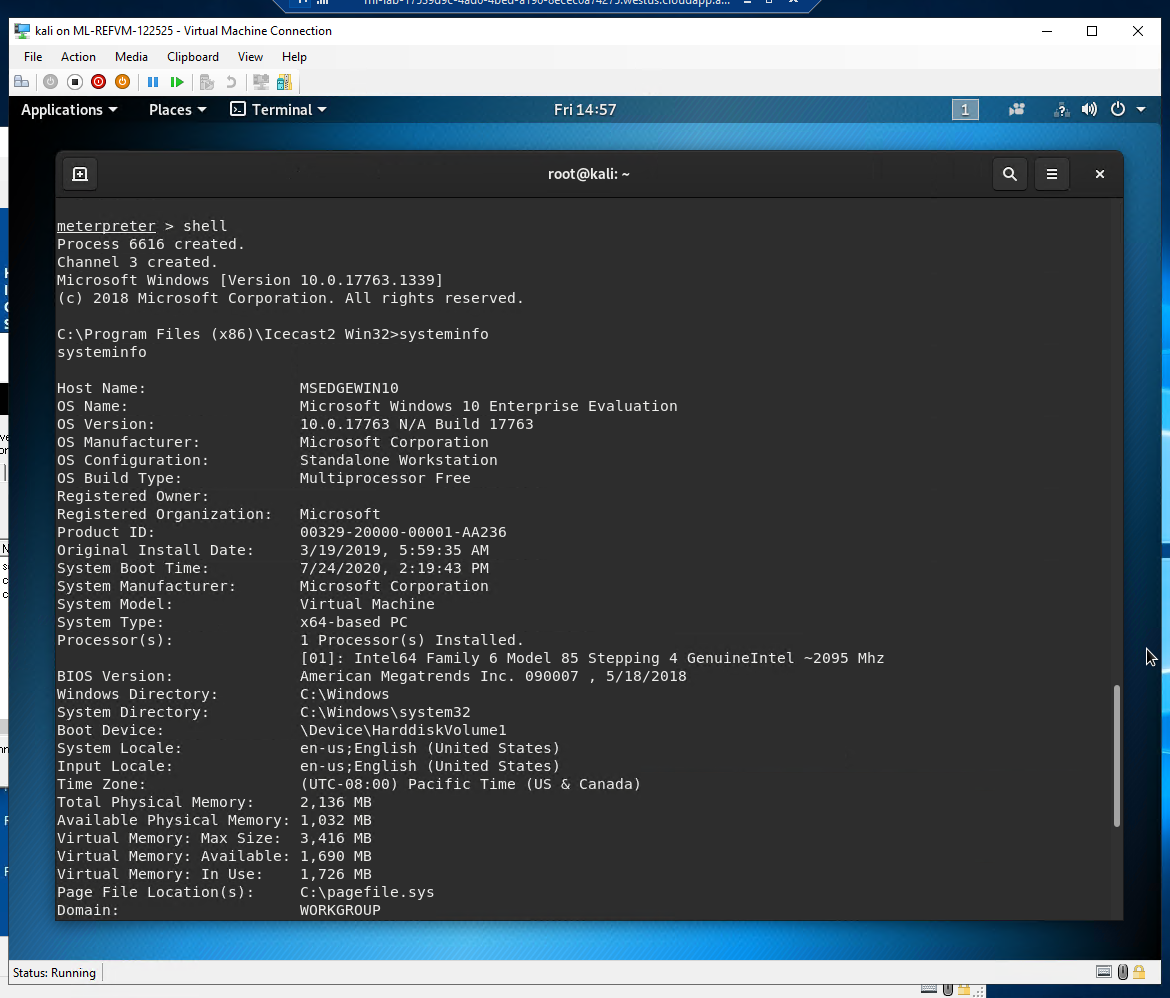 kali on ML-REFVM-122525 - Virtual Machine Connection
File Action Media Clipboard View Help
Applications Places Terminal Fri 14:57 1
root@kali: ~
meterpreter > shell
Process 6616 created.
Channel 3 created.
Microsoft Windows [Version 10.0.17763.1339]
(c) 2018 Microsoft Corporation. All rights reserved.
C:\Program Files (x86)\Icecast2 Win32>systeminfo
systeminfo
Host Name: MSEDGEWIN10
OS Name: Microsoft Windows 10 Enterprise Evaluation
OS Version: 10.0.17763 N/A Build 17763
OS Manufacturer: Microsoft Corporation
OS Configuration: Standalone Workstation
OS Build Type: Multiprocessor Free
Registered Owner:
Registered Organization: Microsoft
Product ID: 00329-20000-00001-AA236
Original Install Date: 3/19/2019, 5:59:35 AM
System Boot Time: 7/24/2020, 2:19:43 PM
System Manufacturer: Microsoft Corporation
System Model: Virtual Machine
System Type: x64-based PC
Processor(s): 1 Processor(s) Installed.
[01]: Intel64 Family 6 Model 85 Stepping 4 GenuineIntel ~2095 Mhz
BIOS Version: American Megatrends Inc. 090007 , 5/18/2018
Windows Directory: C:\Windows
System Directory: C:\Windows\system32
Boot Device: \Device\HarddiskVolume1
System Locale: en-us;English (United States)
Input Locale: en-us;English (United States)
Time Zone: (UTC-08:00) Pacific Time (US & Canada)
Total Physical Memory: 2,136 MB
Available Physical Memory: 1,032 MB
Virtual Memory: Max Size: 3,416 MB
Virtual Memory: Available: 1,690 MB
Virtual Memory: In Use: 1,726 MB
Page File Location(s): C:\pagefile.sys
Domain: WORKGROUP
Status: Running